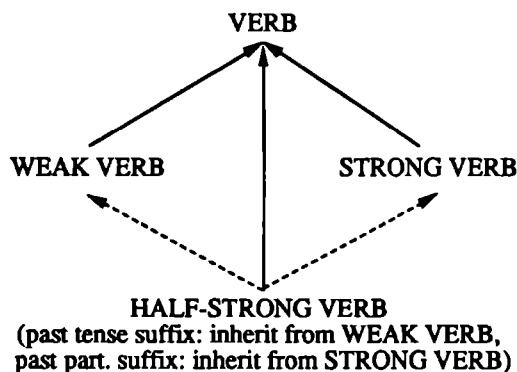 VERB
WEAK VERB
STRONG VERB
HALF-STRONG VERB
(past tense suffix: inherit from WEAK VERB,
past part. suffix: inherit from STRONG VERB)